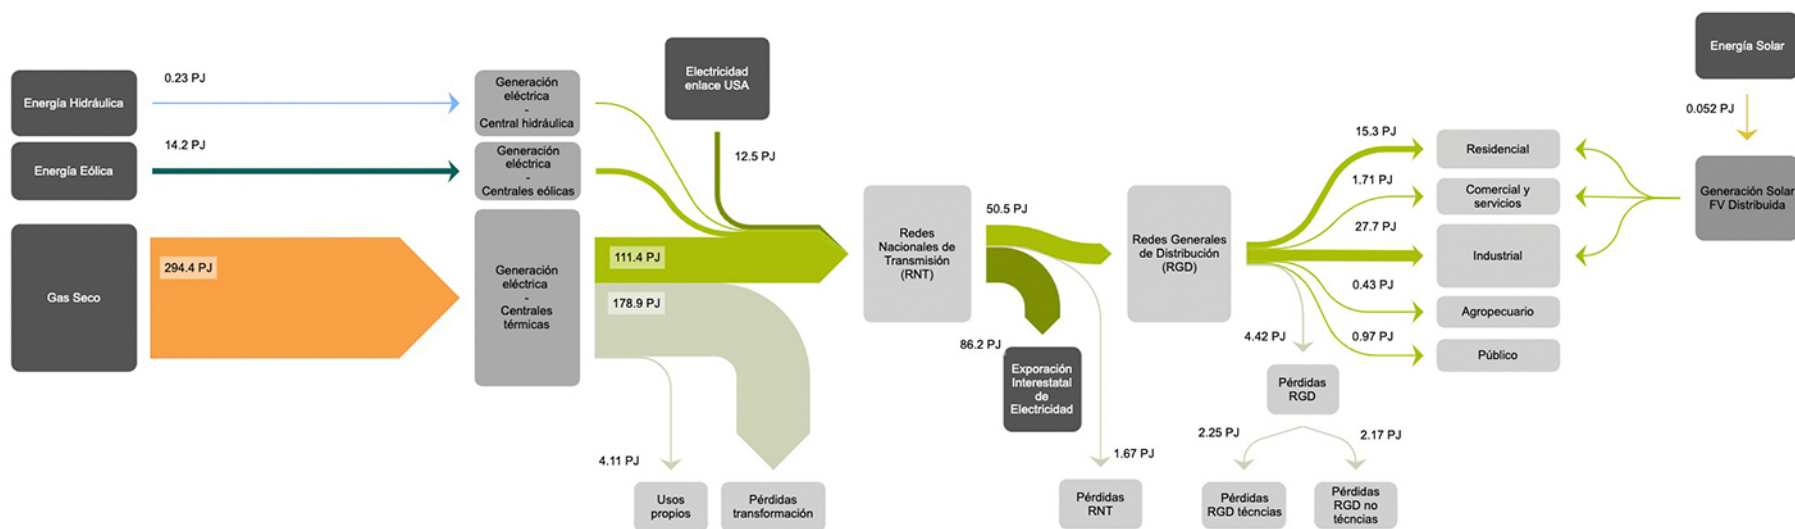 Energía Hidráulica
0.23 PJ
Generación
eléctrica
-
Central hidráulica
Energía Eólica
14.2 PJ
Generación
eléctrica
-
Centrales eólicas
Gas Seco
294.4 PJ
Generación
eléctrica
-
Centrales
térmicas
Electricidad
enlace USA
12.5 PJ
111.4 PJ
178.9 PJ
4.11 PJ
Usos
propios
Pérdidas
transformación
Redes
Nacionales de
Transmisión
(RNT)
50.5 PJ
86.2 PJ
Exporación
Interestatal
de
Electricidad
1.67 PJ
Pérdidas
RNT
Redes Generales
de Distribución
(RGD)
15.3 PJ
Residencial
1.71 PJ
Comercial y
servicios
27.7 PJ
Industrial
0.43 PJ
Agropecuario
0.97 PJ
Público
4.42 PJ
Pérdidas
RGD
2.25 PJ
2.17 PJ
Pérdidas
RGD técncias
Pérdidas
RGD no
técncias
Energía Solar
0.052 PJ
Generación Solar
FV Distribuida